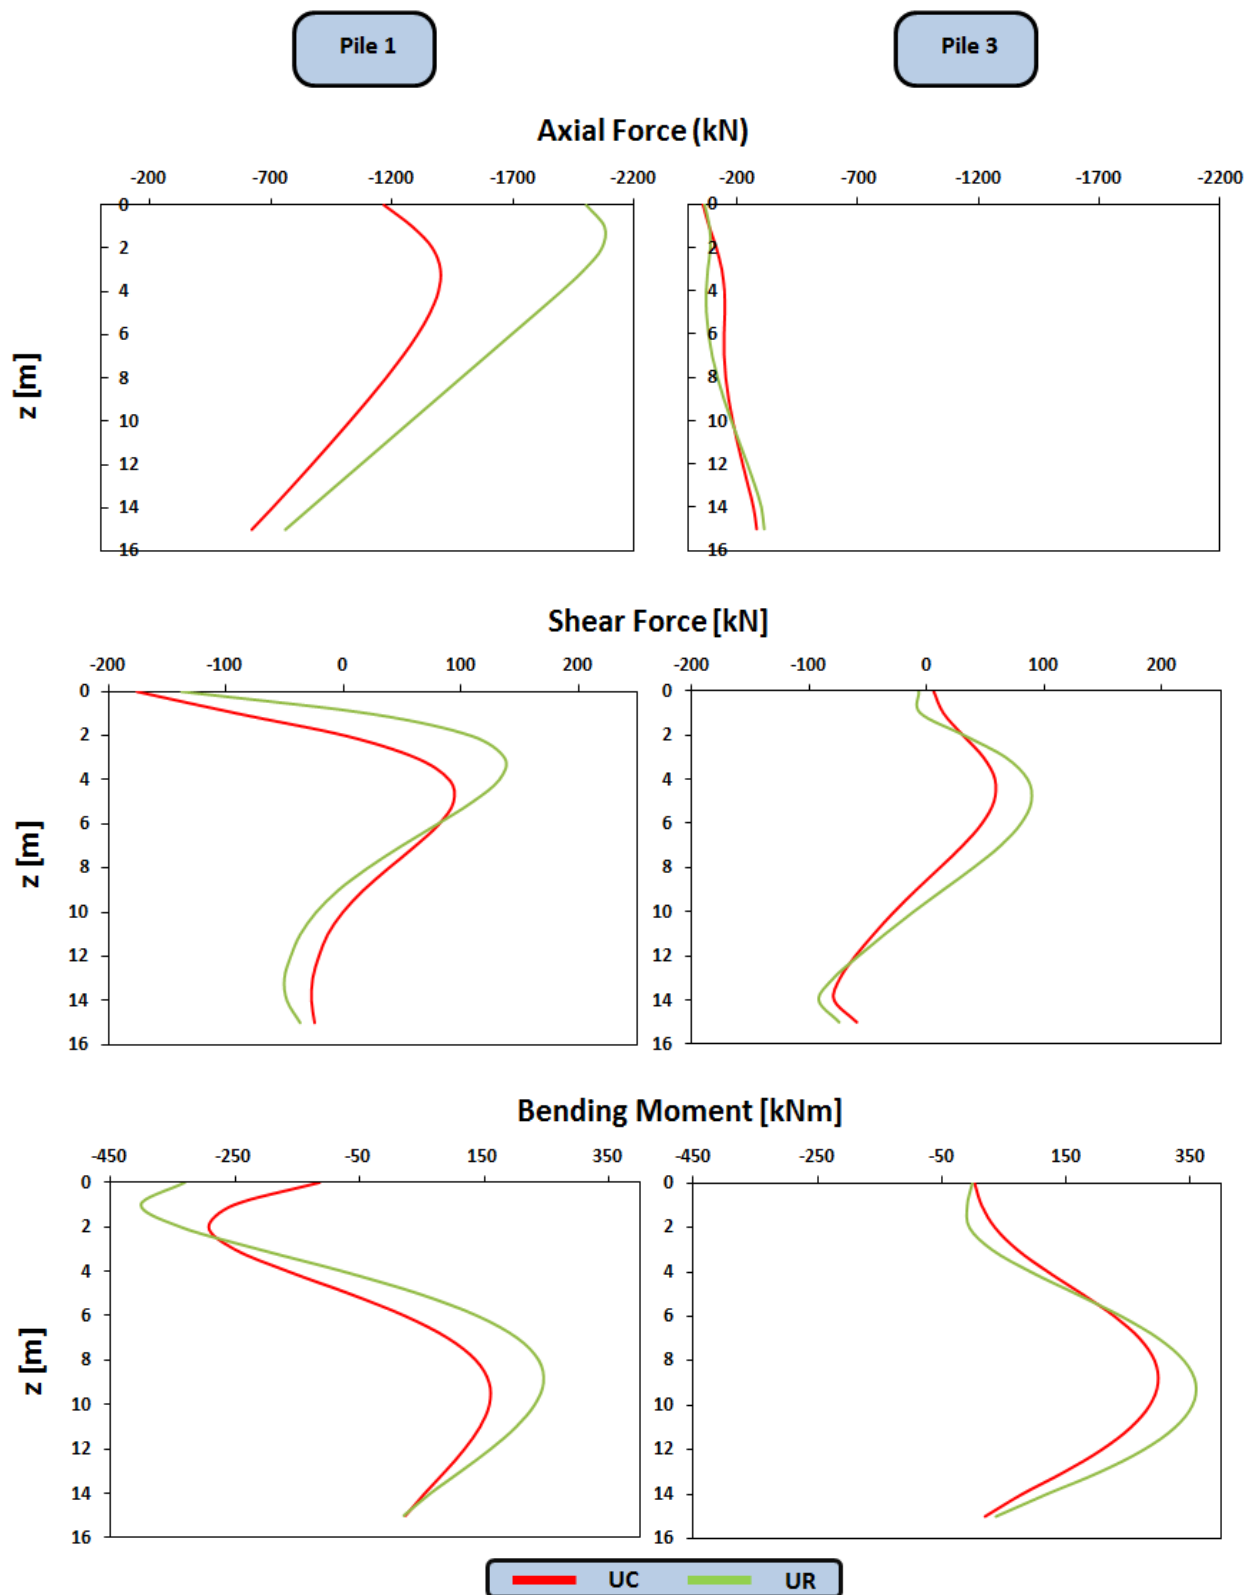 Pile 1 Pile 3
Axial Force (kN)
-200 -700 -1200 -1700 -2200 -200 -700 -1200 -1700 -2200
0 0
2 2
4 4
6 6
8 8
10 10
12 12
14 14
16 16
z [m]
Shear Force [kN]
-200 -100 0 100 200 -200 -100 0 100 200
0 0
2 2
4 4
6 6
8 8
10 10
12 12
14 14
16 16
z [m]
Bending Moment [kNm]
-450 -250 -50 150 350 -450 -250 -50 150 350
0 0
2 2
4 4
6 6
8 8
10 10
12 12
14 14
16 16
z [m]
UC UR